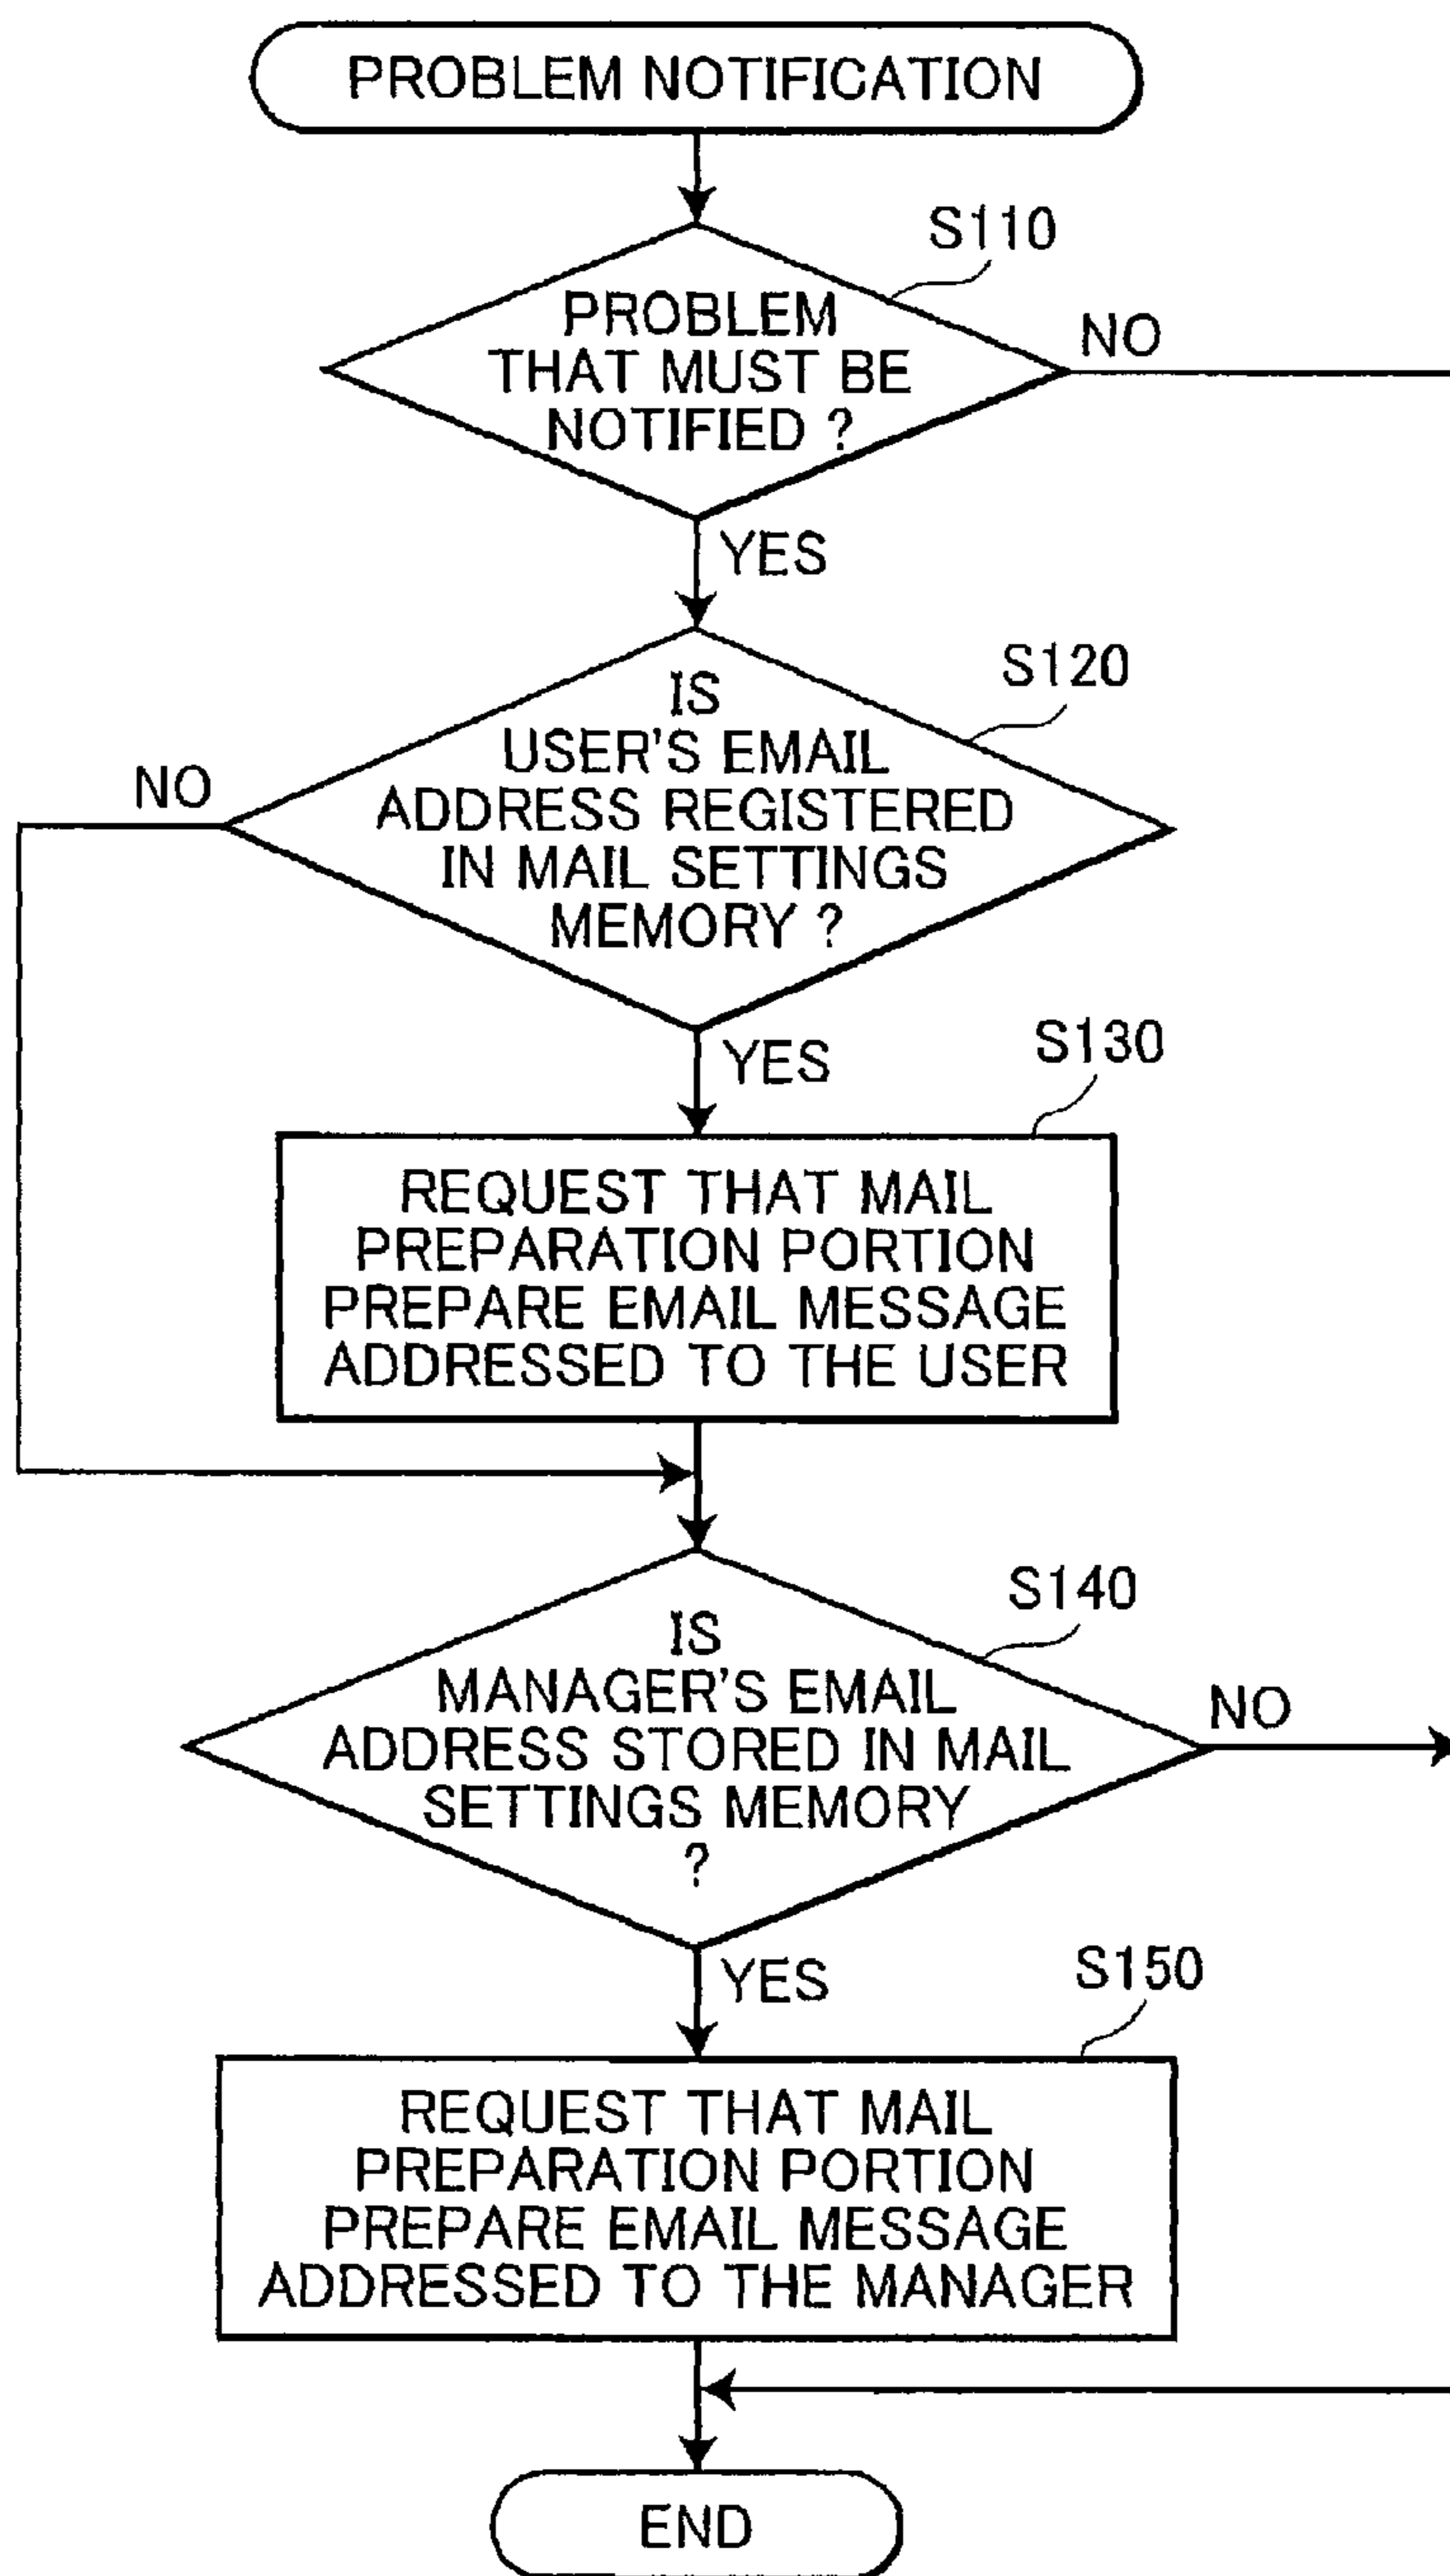 PROBLEM NOTIFICATION
S110
PROBLEM
THAT MUST BE
NOTIFIED ?
NO
YES
S120
IS
USER'S EMAIL
ADDRESS REGISTERED
IN MAIL SETTINGS
MEMORY ?
NO
YES
S130
REQUEST THAT MAIL
PREPARATION PORTION
PREPARE EMAIL MESSAGE
ADDRESSED TO THE USER
S140
IS
MANAGER'S EMAIL
ADDRESS STORED IN MAIL
SETTINGS MEMORY
?
NO
YES
S150
REQUEST THAT MAIL
PREPARATION PORTION
PREPARE EMAIL MESSAGE
ADDRESSED TO THE MANAGER
END